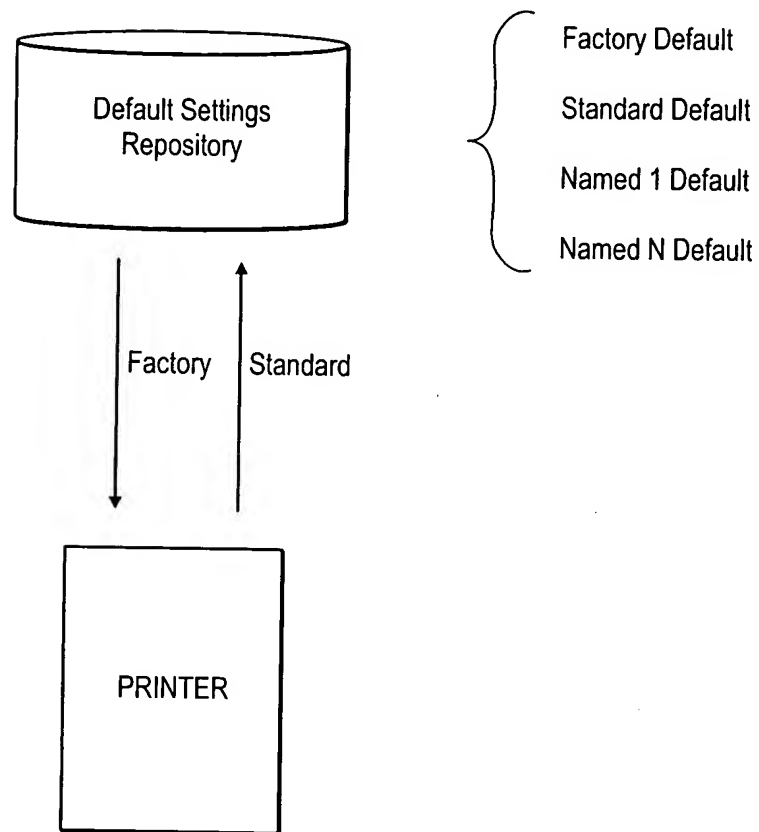 Default Settings
Repository
Factory Default
Standard Default
Named 1 Default
Named N Default
Factory
Standard
PRINTER